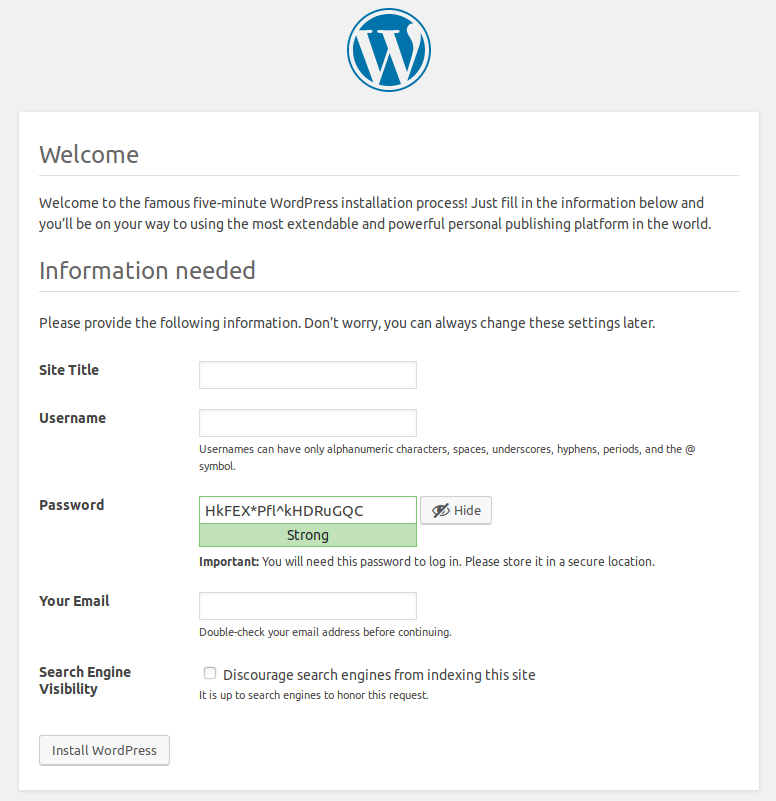 Welcome
Welcome to the famous five-minute WordPress installation process! Just fill in the information below and
you’ll be on your way to using the most extendable and powerful personal publishing platform in the world.
Information needed
Please provide the following information. Don’t worry, you can always change these settings later.
Site Title
Username
Usernames can have only alphanumeric characters, spaces, underscores, hyphens, periods, and the @
symbol.
Password
HkFEX*Pfl^kHDRuGQC
Hide
Strong
Important: You will need this password to log in. Please store it in a secure location.
Your Email
Double-check your email address before continuing.
Search Engine
Visibility
Discourage search engines from indexing this site
It is up to search engines to honor this request.
Install WordPress